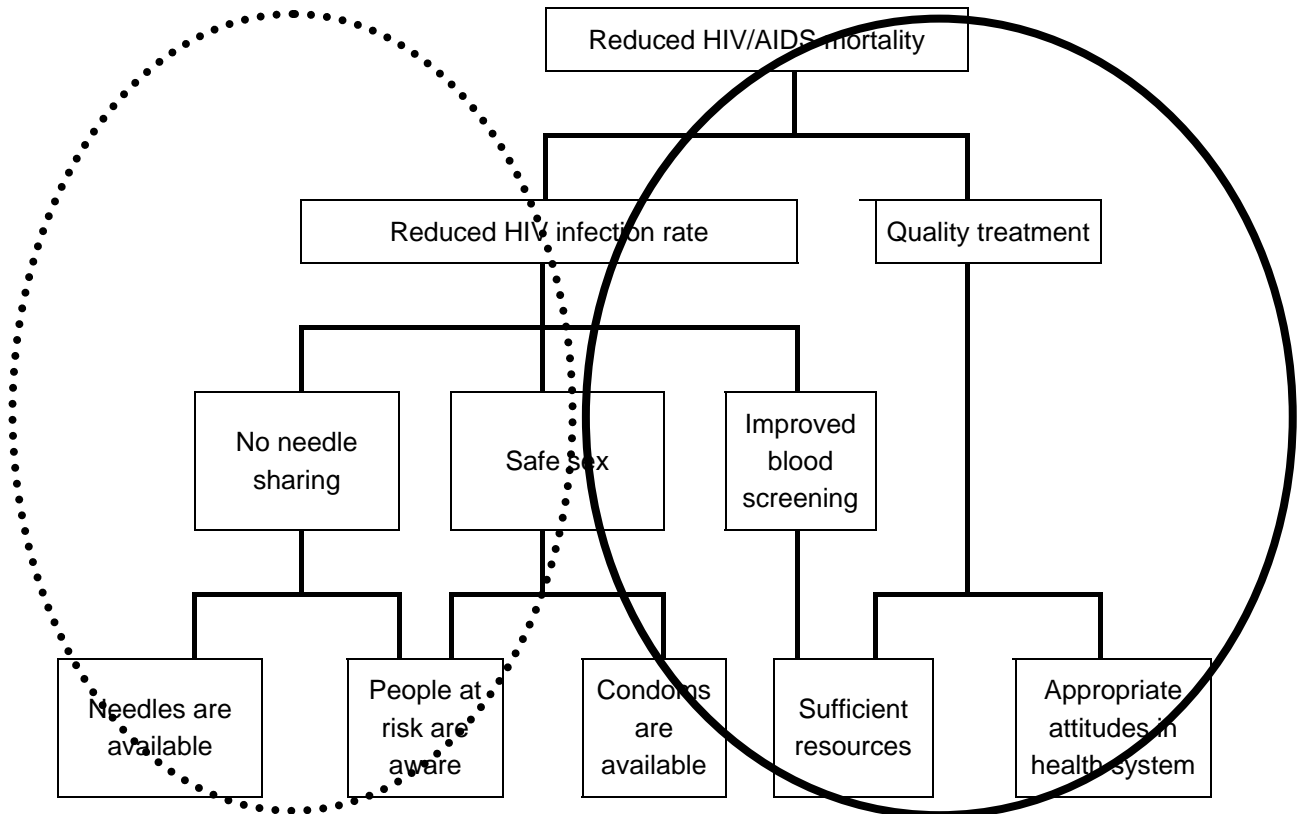 Reduced HIV/AIDS mortality
Reduced HIV infection rate
Quality treatment
No needle
sharing
Safe sex
Improved
blood
screening
Needles are
available
People at
risk are
aware
Condoms
are
available
Sufficient
resources
Appropriate
attitudes in
health system